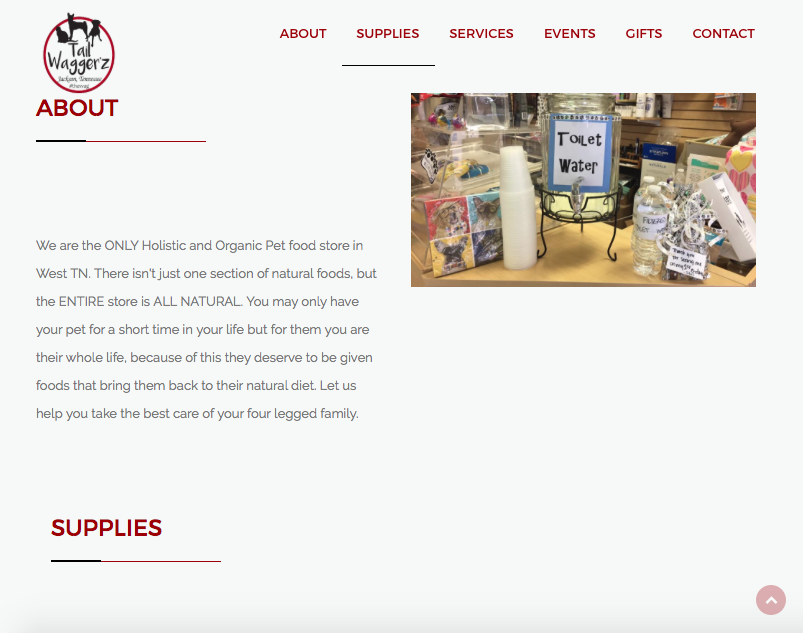 Tail
Waggerz
Jackson, Tennessee
ABOUT
SUPPLIES
SERVICES
EVENTS
GIFTS
CONTACT
ABOUT
Toilet
Water
We are the ONLY Holistic and Organic Pet food store in
West TN. There isn't just one section of natural foods, but
the ENTIRE store is ALL NATURAL. You may only have
your pet for a short time in your life but for them you are
their whole life, because of this they deserve to be given
foods that bring them back to their natural diet. Let us
help you take the best care of your four legged family.
SUPPLIES